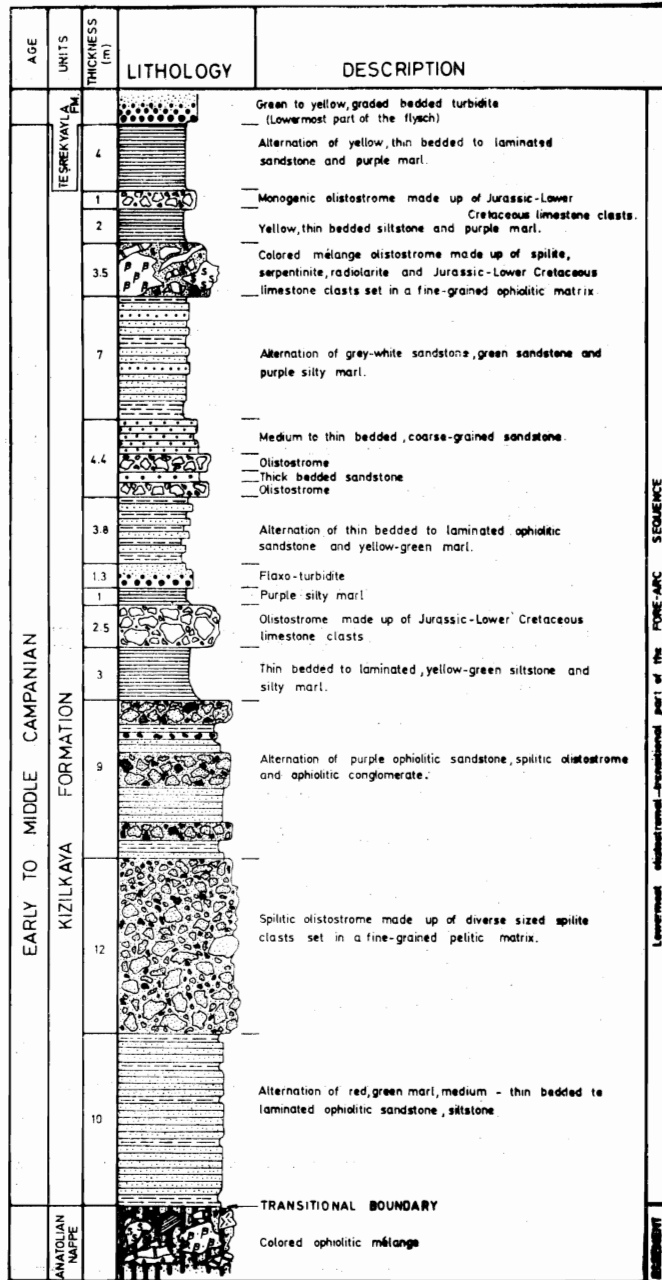 AGE
UNITS
THICKNESS
(m)
LITHOLOGY
DESCRIPTION
TEŞREKYAYLA
FM.
Green to yellow, graded bedded turbidite
(Lowermost part of the flysch)
4
Alternation of yellow, thin bedded to laminated
sandstone and purple marl.
1
Monogenic olistostrome made up of Jurassic-Lower
Cretaceous limestone clasts.
2
Yellow, thin bedded siltstone and purple marl.
3.5
Colored mélange olistostrome made up of spilite,
serpentinite, radiolarite and Jurassic-Lower Cretaceous
limestone clasts set in a fine-grained ophiolitic matrix
7
Alternation of grey-white sandstone, green sandstone and
purple silty marl.
4.4
Medium to thin bedded, coarse-grained sandstone.
Olistostrome
Thick bedded sandstone
Olistostrome
3.8
Alternation of thin bedded to laminated ophiolitic
sandstone and yellow-green marl.
1.3
Flaxo-turbidite
1
Purple silty marl
2.5
Olistostrome made up of Jurassic-Lower Cretaceous
limestone clasts
3
Thin bedded to laminated, yellow-green siltstone and
silty marl.
9
Alternation of purple ophiolitic sandstone, spilitic olistostrome
and ophiolitic conglomerate.
12
Spilitic olistostrome made up of diverse sized spilite
clasts set in a fine-grained pelitic matrix.
10
Alternation of red, green marl, medium - thin bedded to
laminated ophiolitic sandstone, siltstone
TRANSITIONAL BOUNDARY
Colored ophiolitic mélange
EARLY TO MIDDLE CAMPANIAN
KIZILKAYA FORMATION
ANATOLIAN
NAPPE
part of the FORE-ARC SEQUENCE
BASEMENT